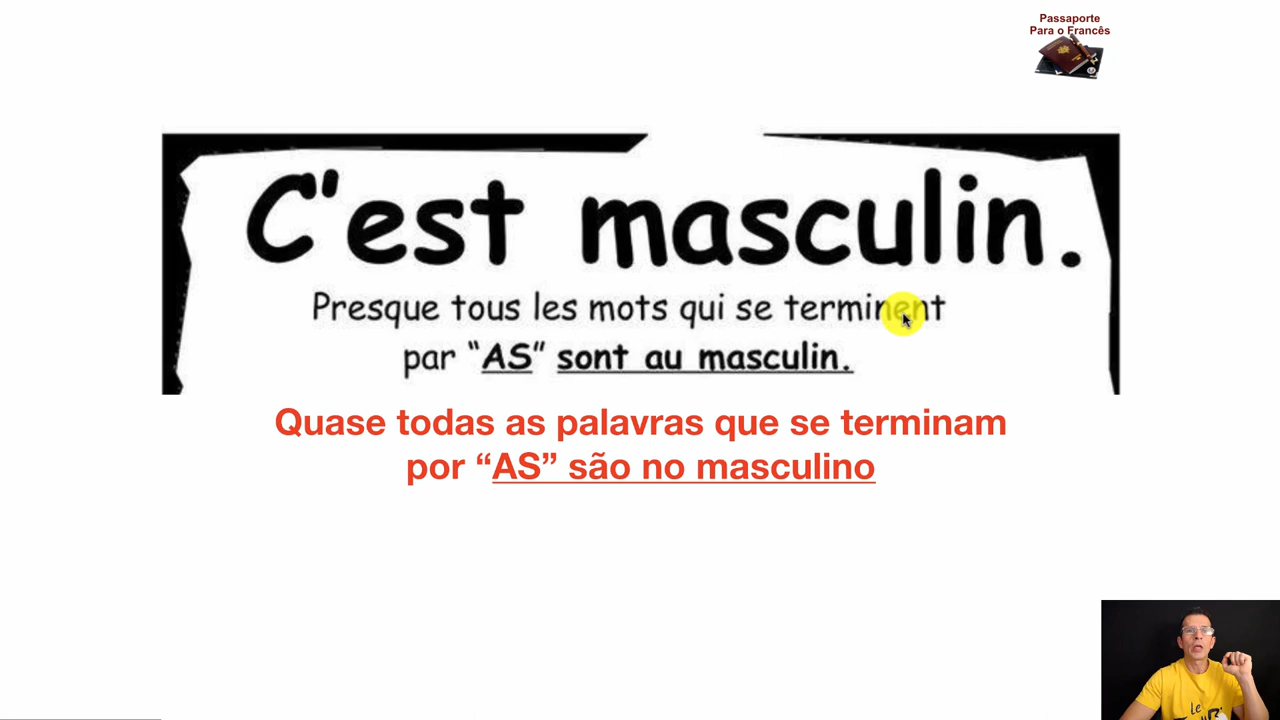 Passaporte
Para o Francês
C'est masculin.
Presque tous les mots qui se terminent
par “AS” sont au masculin.
Quase todas as palavras que se terminam
por “AS” são no masculino
Le